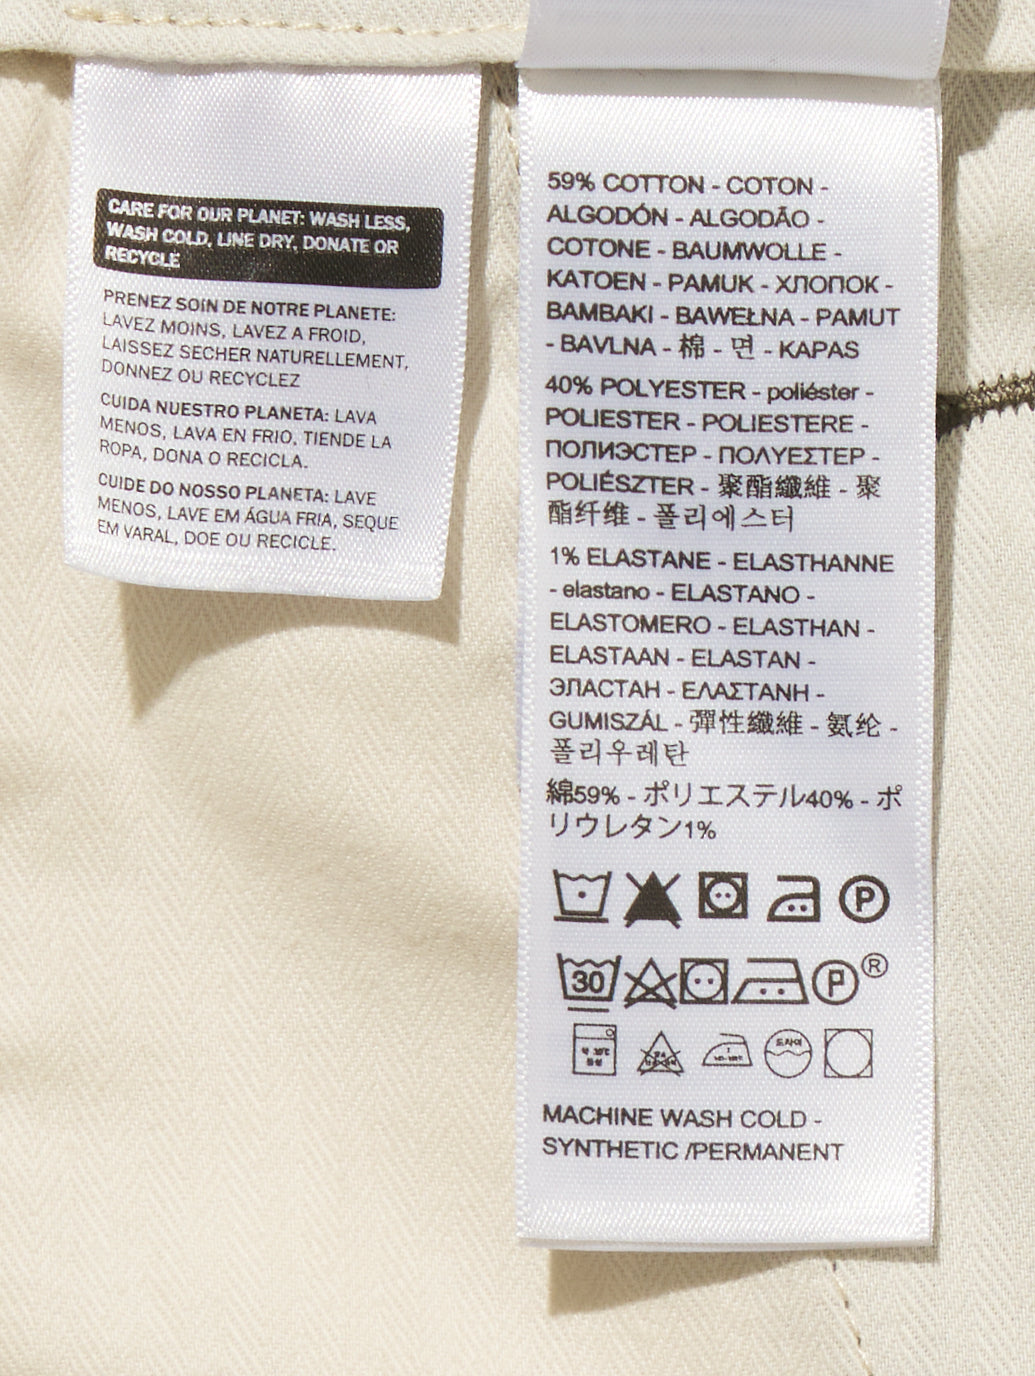 CARE FOR OUR PLANET: WASH LESS,
WASH COLD, LINE DRY, DONATE OR
RECYCLE
PRENEZ SOIN DE NOTRE PLANETE:
LAVEZ MOINS, LAVEZ A FROID,
LAISSEZ SECHER NATURELLEMENT,
DONNEZ OU RECYCLEZ
CUIDA NUESTRO PLANETA: LAVA
MENOS, LAVA EN FRIO, TIENDE LA
ROPA, DONA O RECICLA.
CUIDE DO NOSSO PLANETA: LAVE
MENOS, LAVE EM ÁGUA FRIA, SEQUE
EM VARAL, DOE OU RECICLE.
59% COTTON - COTON -
ALGODÓN - ALGODÃO -
COTONE - BAUMWOLLE -
KATOEN - PAMUK - ХЛОПОК -
BAMBAKI - BAWEŁNA - PAMUT
- BAVLNA - 棉 - 면 - KAPAS
40% POLYESTER - poliéster -
POLIESTER - POLIESTERE -
ПОЛИЭСТЕР - ΠΟΛΥΕΣΤΕΡ -
POLIÉSZTER - 聚酯纖維 - 聚
酯纤维 - 폴리에스터
1% ELASTANE - ELASTHANNE
- elastano - ELASTANO -
ELASTOMERO - ELASTHAN -
ELASTAAN - ELASTAN -
ЭЛАСТАН - ΕΛΑΣΤΑΝΗ -
GUMISZÁL - 彈性纖維 - 氨纶 -
폴리우레탄
綿59% - ポリエステル40% - ポ
リウレタン1%
P
30 P ®
드라이
MACHINE WASH COLD -
SYNTHETIC /PERMANENT